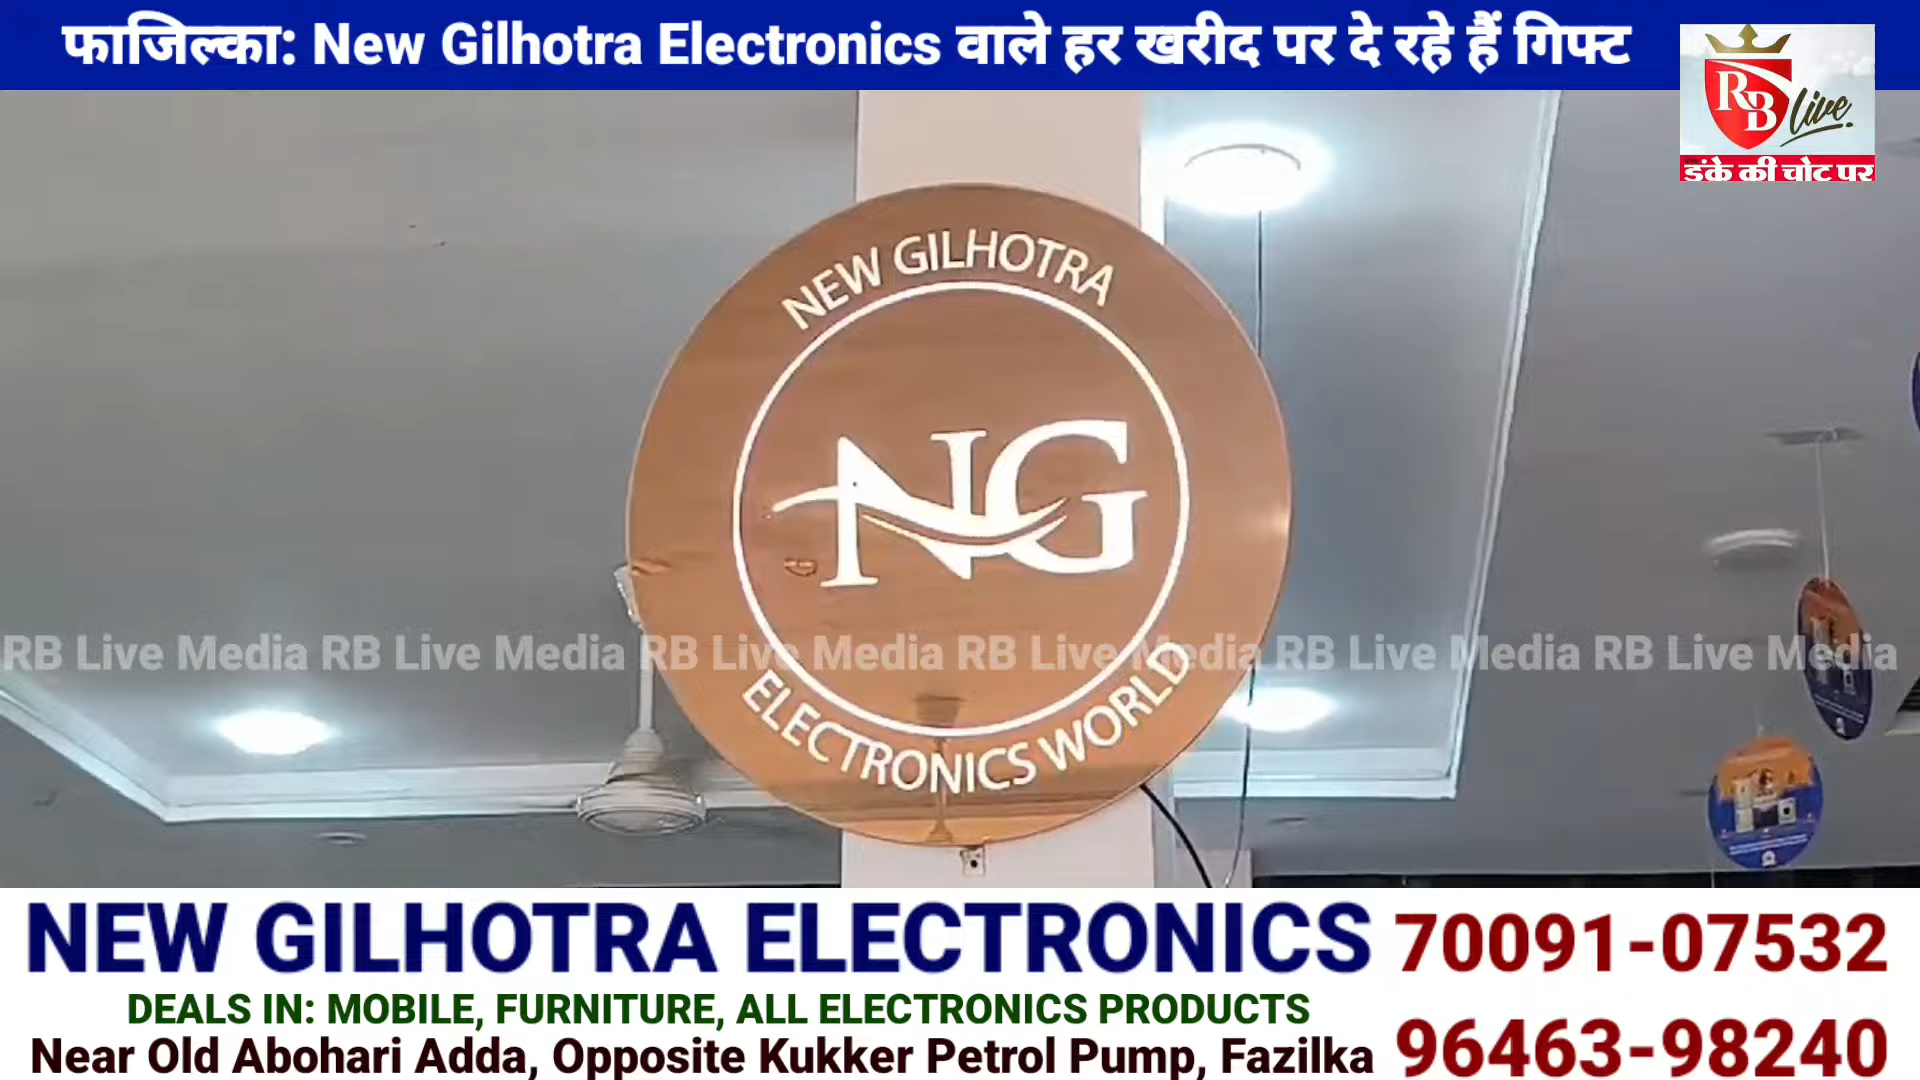 फाजिल्का: New Gilhotra Electronics वाले हर खरीद पर दे रहे हैं गिफ्ट
RB Live.
डंके की चोट पर
NEW GILHOTRA
NG
ELECTRONICS WORLD
RB Live Media RB Live Media RB Live Media RB Live Media RB Live Media RB Live Media
NEW GILHOTRA ELECTRONICS 70091-07532
DEALS IN: MOBILE, FURNITURE, ALL ELECTRONICS PRODUCTS
Near Old Abohari Adda, Opposite Kukker Petrol Pump, Fazilka 96463-98240